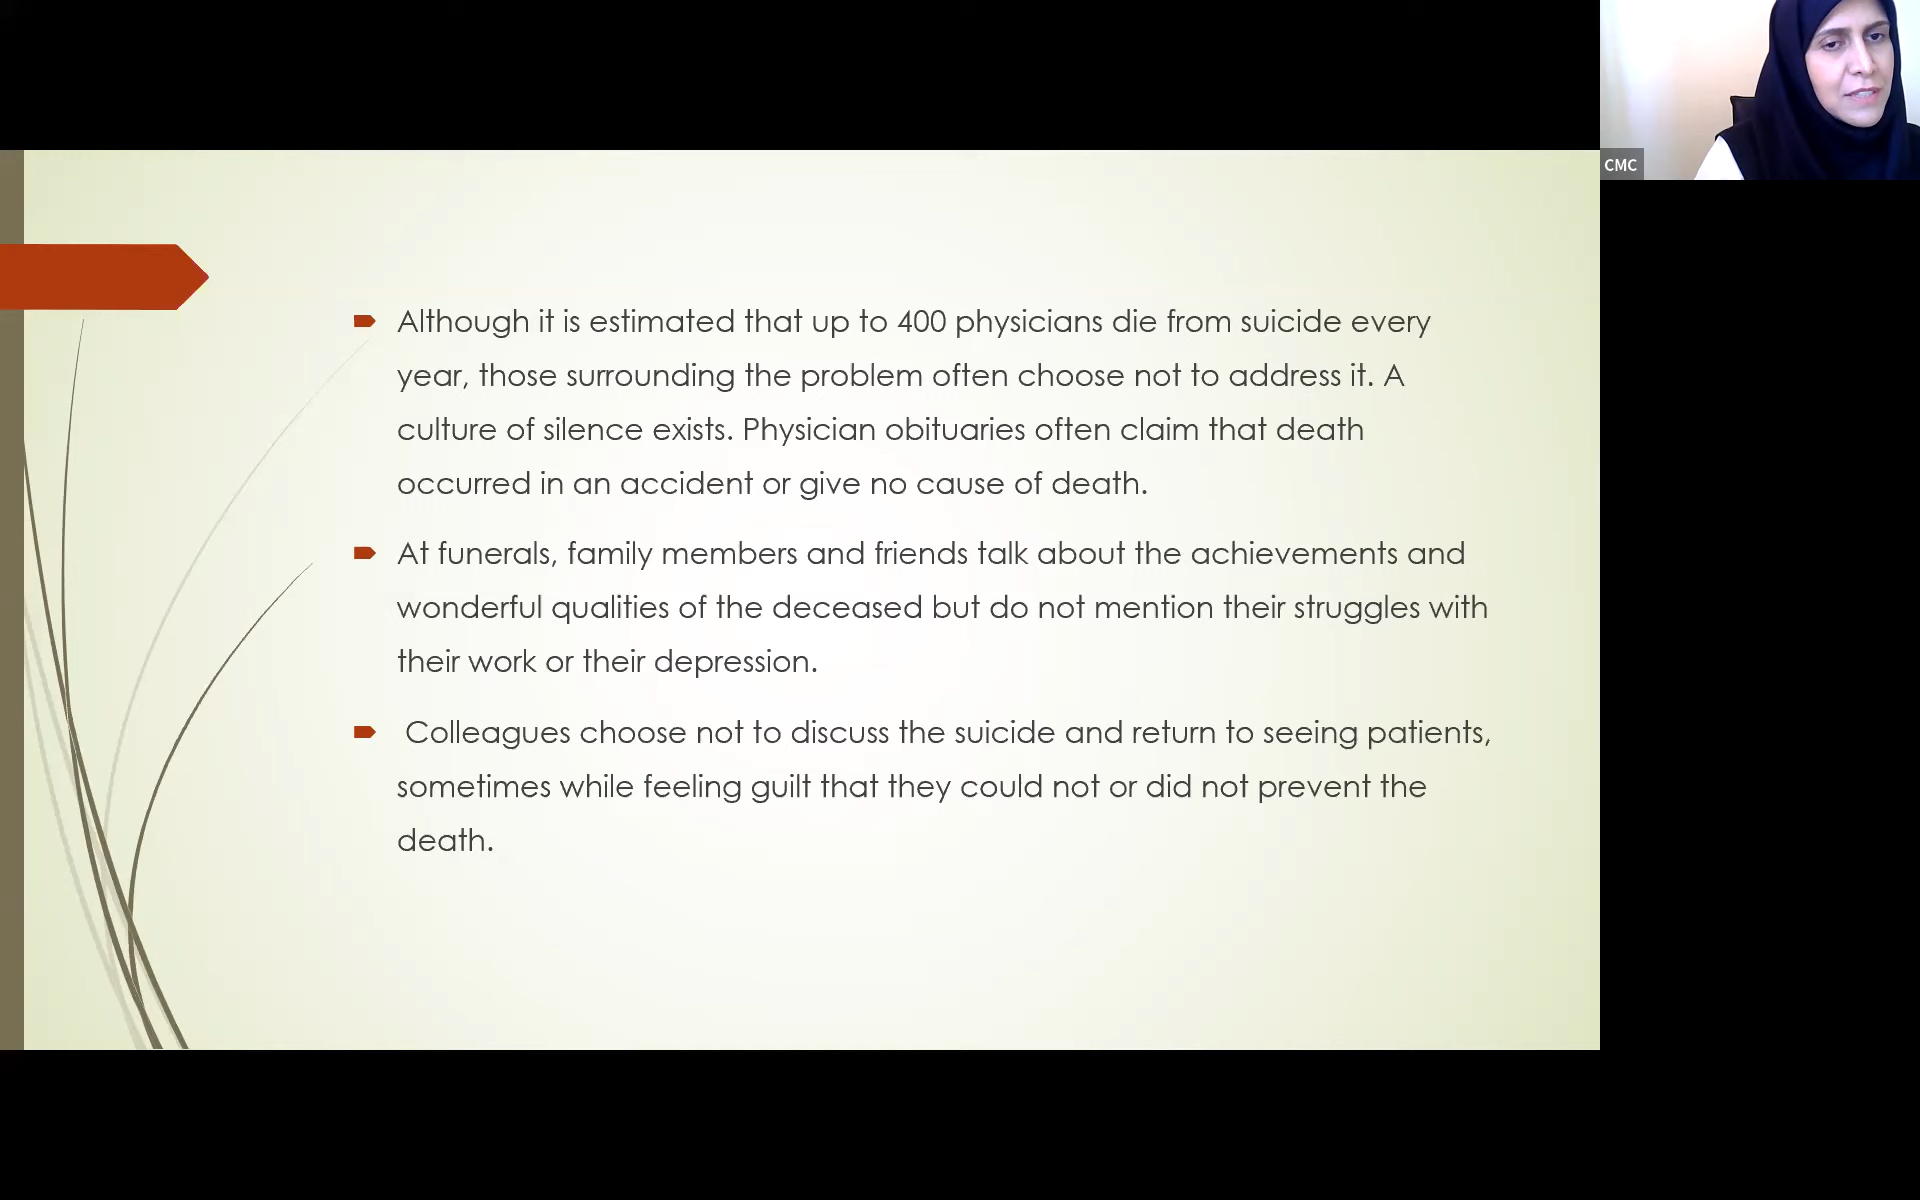 Although it is estimated that up to 400 physicians die from suicide every
year, those surrounding the problem often choose not to address it. A
culture of silence exists. Physician obituaries often claim that death
occurred in an accident or give no cause of death.
At funerals, family members and friends talk about the achievements and
wonderful qualities of the deceased but do not mention their struggles with
their work or their depression.
Colleagues choose not to discuss the suicide and return to seeing patients,
sometimes while feeling guilt that they could not or did not prevent the
death.
CMC